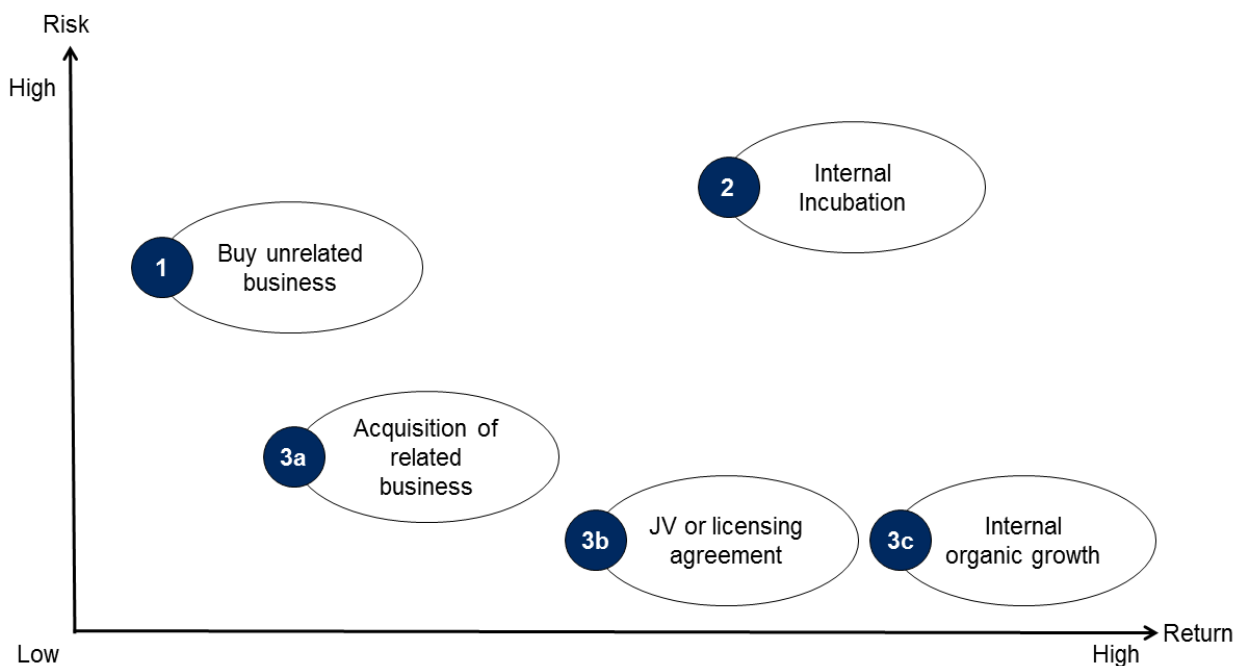 Risk
High
2
Internal
Incubation
1
Buy unrelated
business
3a
Acquisition of
related
business
3b
JV or licensing
agreement
3c
Internal
organic growth
Return
Low
High